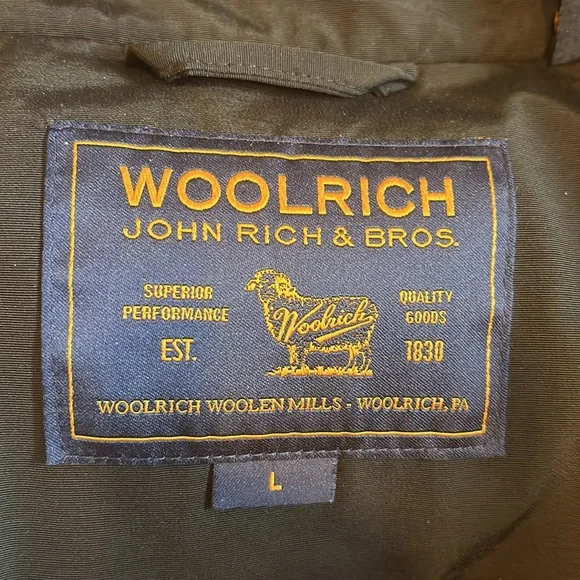 WOOLRICH
JOHN RICH & BROS.
SUPERIOR PERFORMANCE
Woolrich
QUALITY GOODS
EST. 1830
WOOLRICH WOOLEN MILLS - WOOLRICH, PA
L